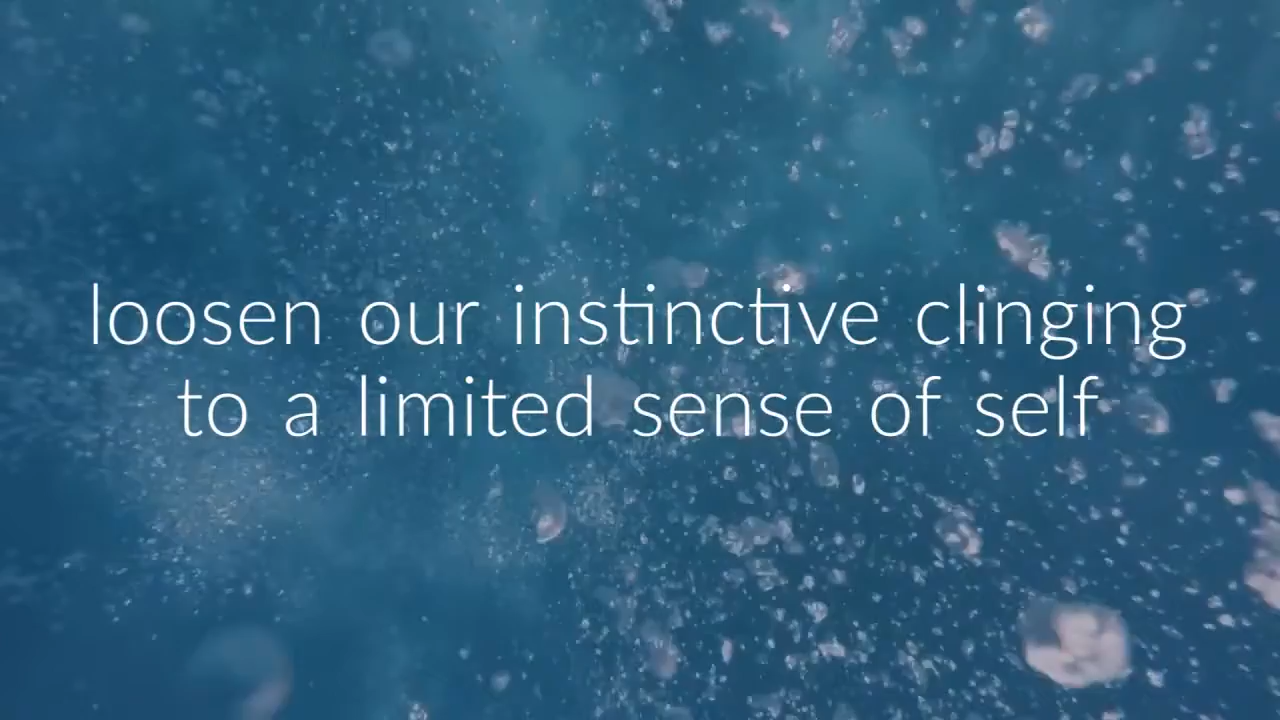 loosen our instinctive clinging
to a limited sense of self